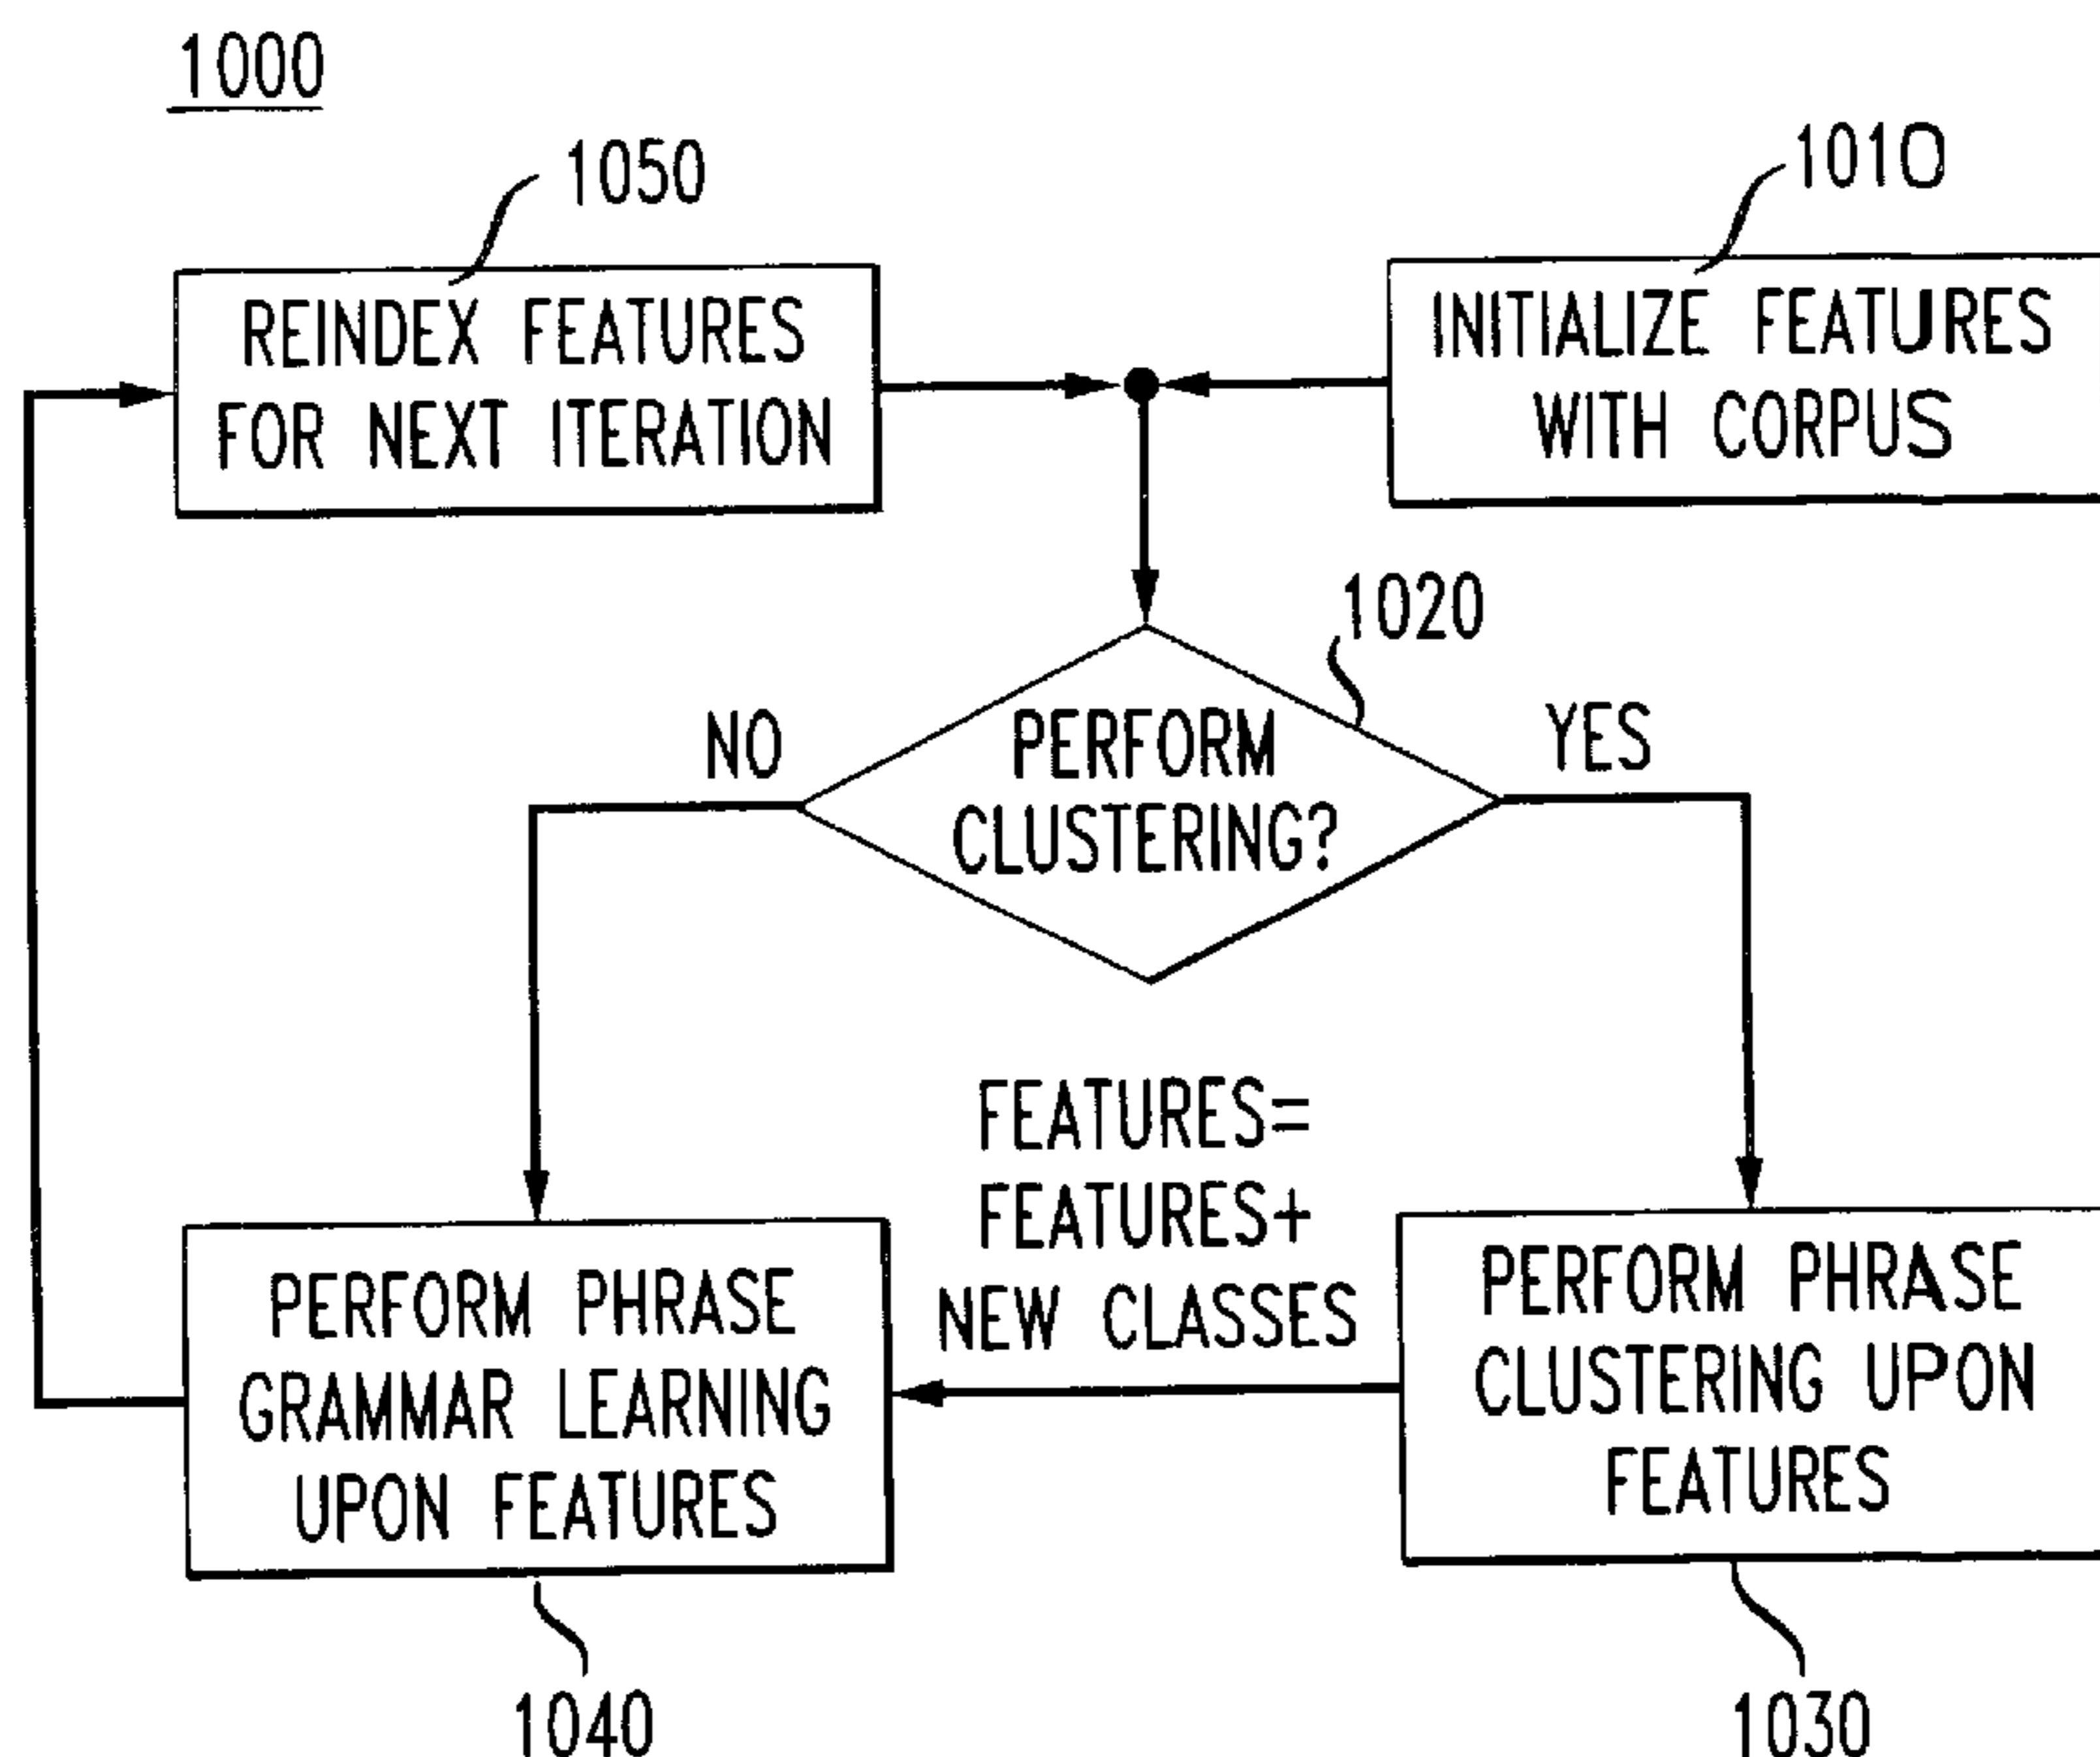 1000
1050
1010
REINDEX FEATURES
FOR NEXT ITERATION
INITIALIZE FEATURES
WITH CORPUS
1020
NO
YES
PERFORM
CLUSTERING?
FEATURES=
FEATURES+
NEW CLASSES
PERFORM PHRASE
GRAMMAR LEARNING
UPON FEATURES
PERFORM PHRASE
CLUSTERING UPON
FEATURES
1040
1030